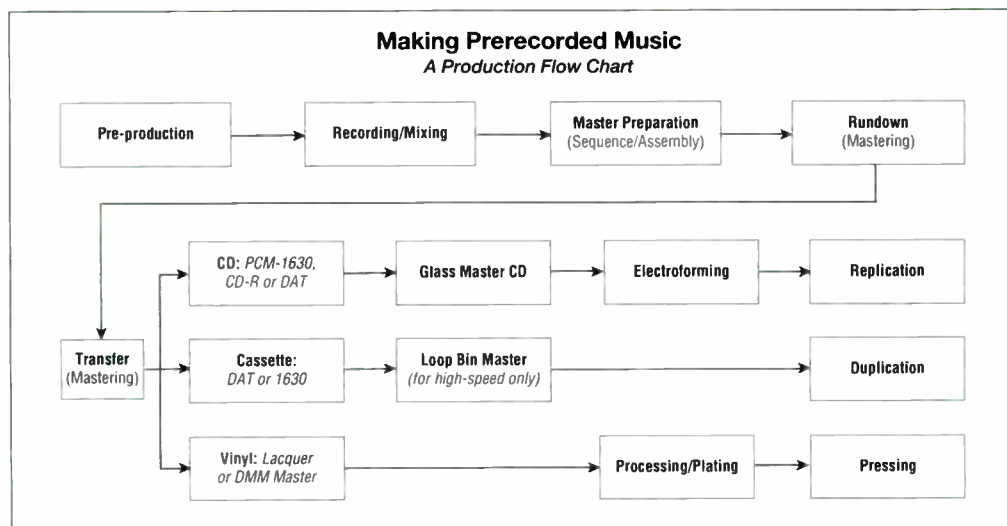 Making Prerecorded Music
A Production Flow Chart
Pre-production
Recording/Mixing
Master Preparation
(Sequence/Assembly)
Rundown
(Mastering)
Transfer
(Mastering)
CD: PCM-1630,
CD-R or DAT
Glass Master CD
Electroforming
Replication
Cassette:
DAT or 1630
Loop Bin Master
(for high-speed only)
Duplication
Vinyl: Lacquer
or DMM Master
Processing/Plating
Pressing